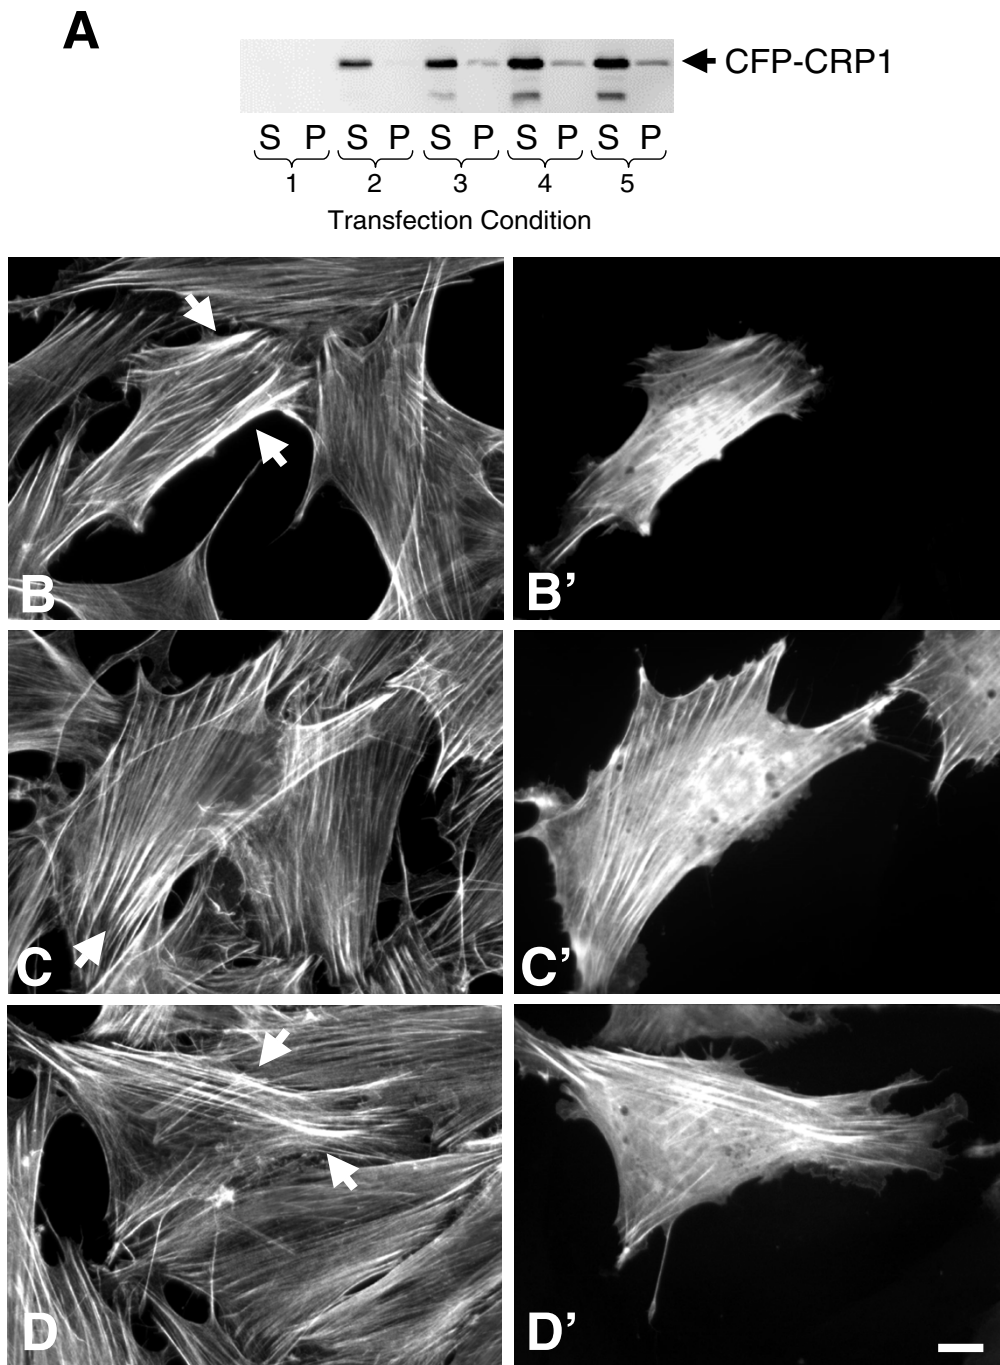 A
CFP-CRP1
S P S P S P S P S P
1 2 3 4 5
Transfection Condition
B B’
C C’
D D’